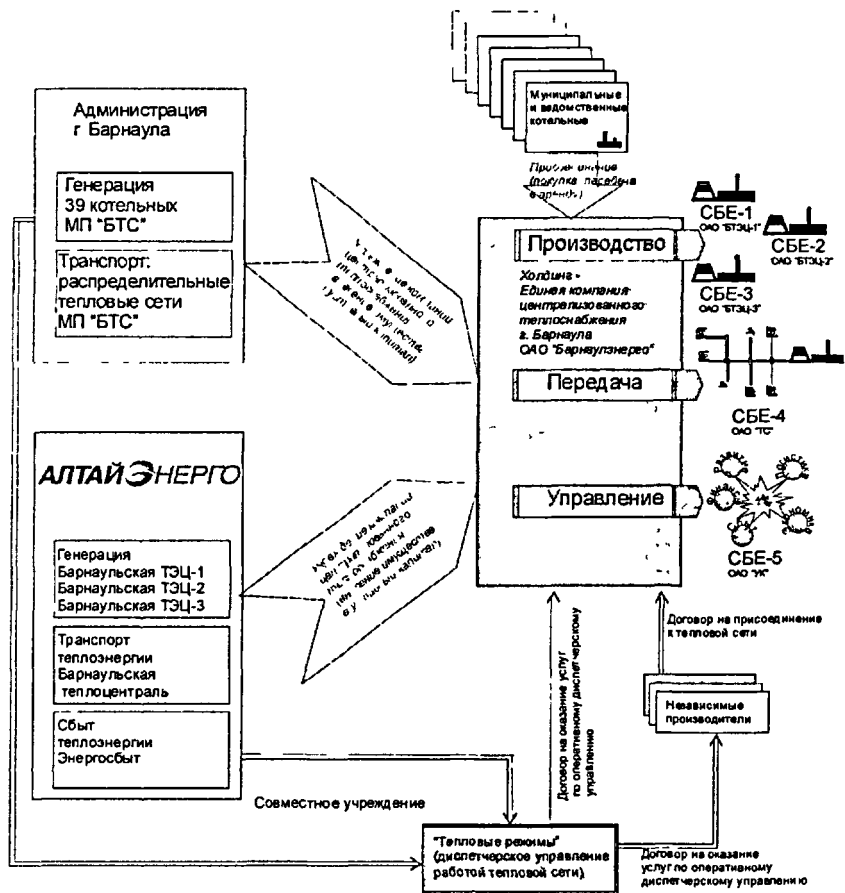 Администрация
г Барнаула
Генерация
39 котельных
МП "БТС"
Транспорт:
распределительные
тепловые сети
МП "БТС"
АЛТАЙЭНЕРГО
Генерация
Барнаульская ТЭЦ-1
Барнаульская ТЭЦ-2
Барнаульская ТЭЦ-3
Транспорт
теплоэнергии
Барнаульская
теплоцентраль
Сбыт
теплоэнергии
Энергосбыт
Муниципальные
и ведомственные
котельные
(покупка
Производство
Холдинг -
Единая компания
централизованного
теплоснабжения
г. Барнаула
ОАО "Барнаулэнерго"
Передача
Управление
СБЕ-1
ОАО "БТЭЦ-1"
СБЕ-2
ОАО "БТЭЦ-2"
СБЕ-3
ОАО "БТЭЦ-3"
СБЕ-4
ОАО "ТС"
СБЕ-5
ОАО "УК"
Договор на присоединение
к тепловой сети
Независимые
производители
Договор на оказание услуг
по оперативному диспетчерскому
управлению
Совместное учреждение
"Тепловые режимы"
(диспетчерское управление
работой тепловой сети)
Договор на оказание
услуг по оперативному
диспетчерскому управлению